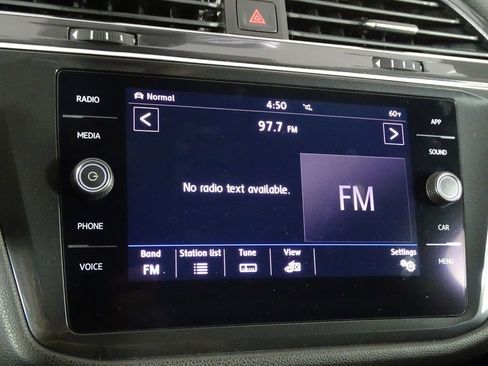 RADIO
MEDIA
PHONE
VOICE
Normal
4:50
60°F
97.7 FM
No radio text available.
FM
Band
FM
Station list
Tune
View
Settings
APP
SOUND
CAR
MENU